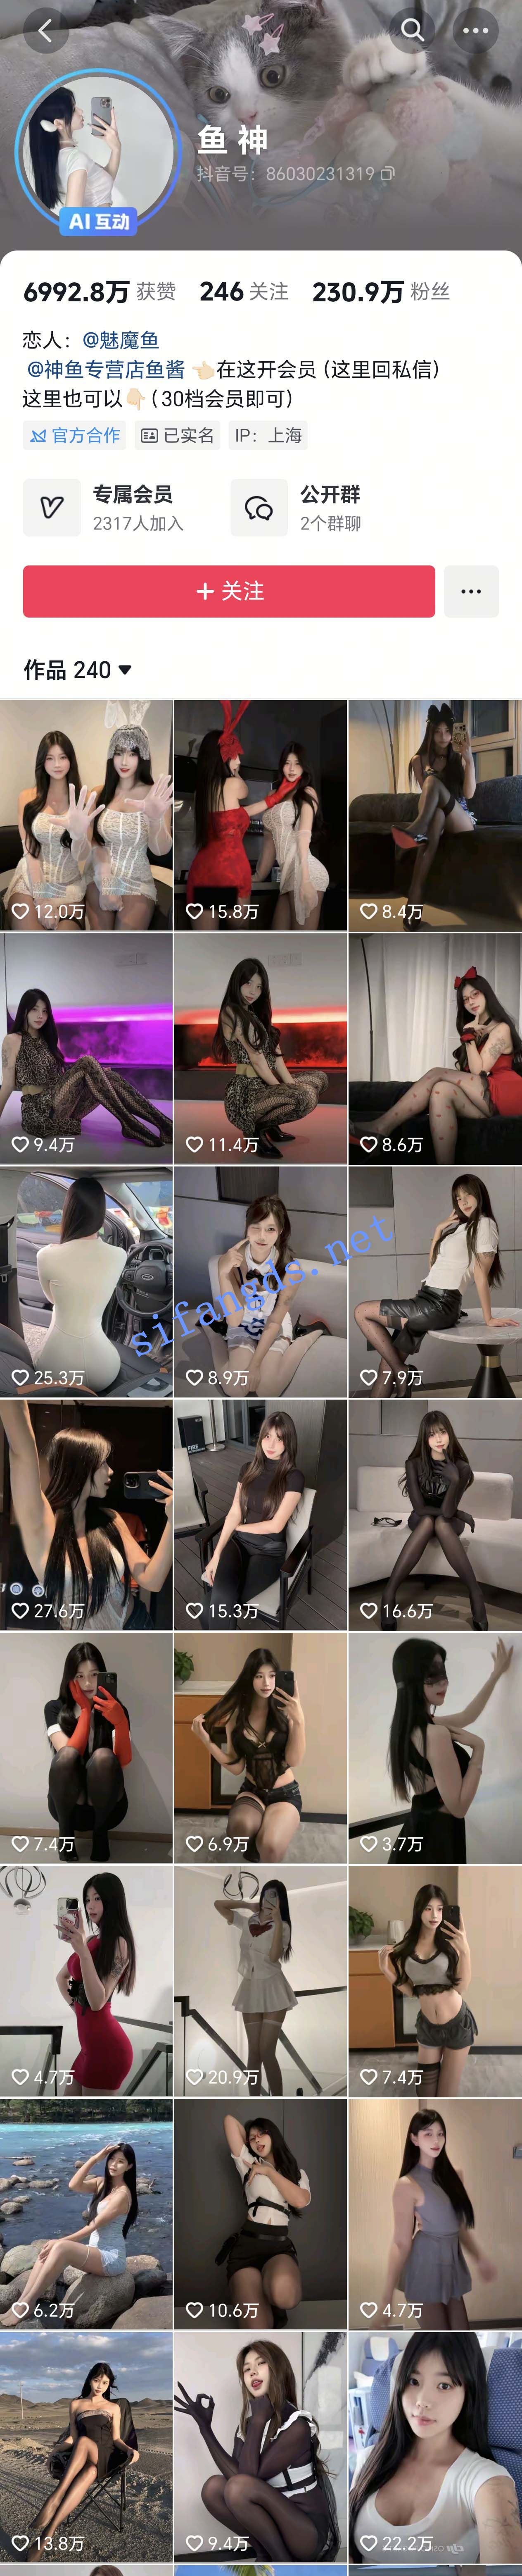 鱼 神
抖音号：86030231319
AI 互动
6992.8万 获赞 246 关注 230.9万 粉丝
恋人：@魅魔鱼
@神鱼专营店鱼酱 👈🏻在这开会员（这里回私信）
这里也可以👇🏻（30档会员即可）
官方合作 已实名 IP：上海
专属会员 公开群
2317人加入 2个群聊
+ 关注
作品 240
12.0万 15.8万 8.4万
9.4万 11.4万 8.6万
sifangds.net
25.3万 8.9万 7.9万
27.6万 15.3万 16.6万
7.4万 6.9万 3.7万
4.7万 20.9万 7.4万
6.2万 10.6万 4.7万
13.8万 9.4万 22.2万